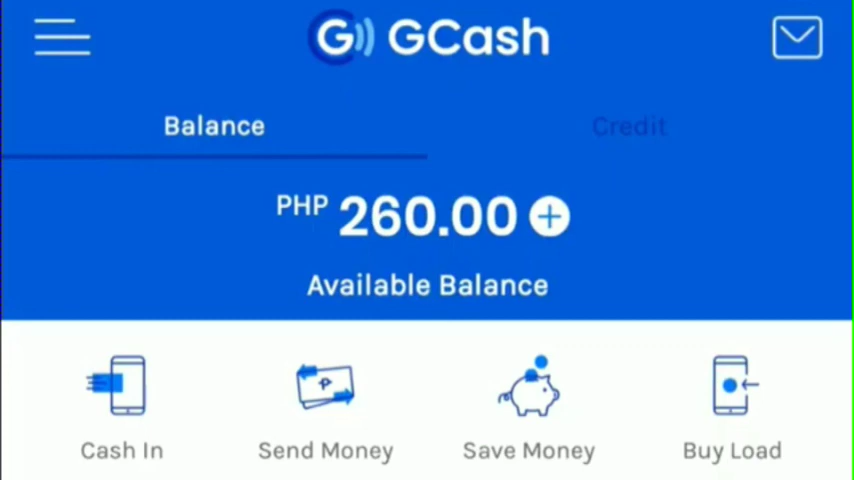 GCash
Balance
Credit
PHP 260.00
Available Balance
Cash In
Send Money
Save Money
Buy Load